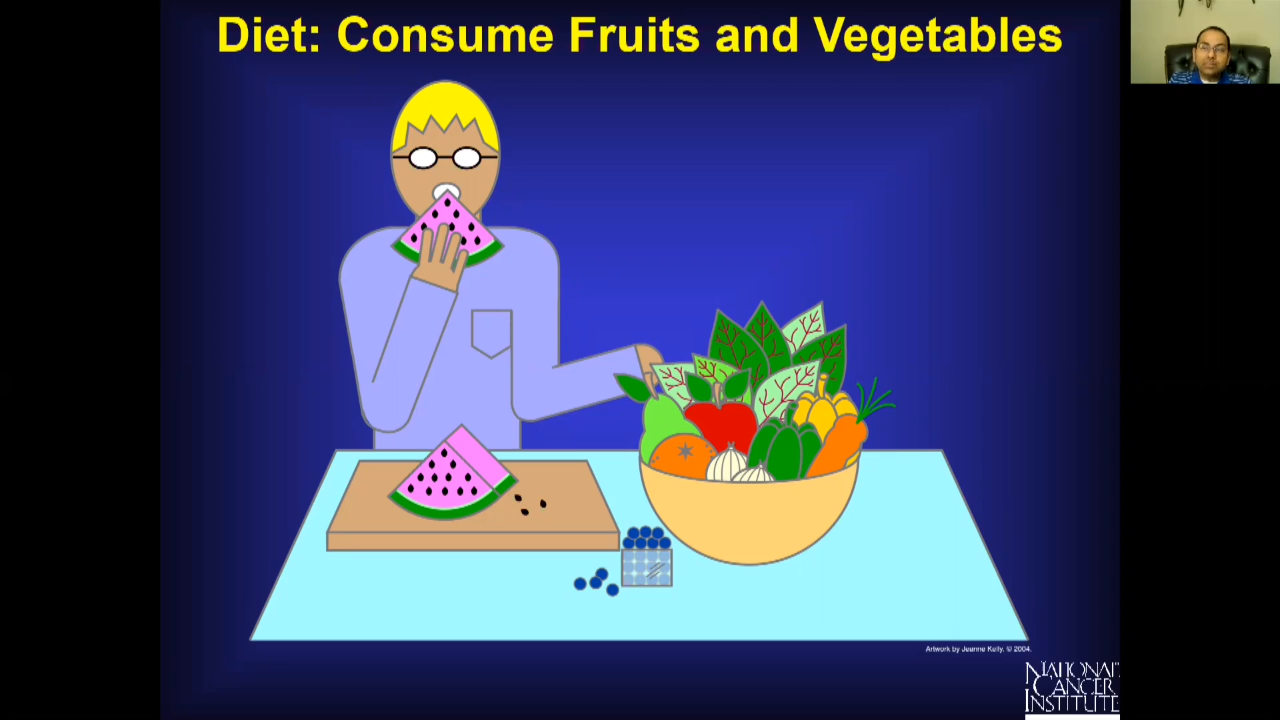 Diet: Consume Fruits and Vegetables
Artwork by Jeanne Kelly. © 2004.
NATIONAL
CANCER
INSTITUTE